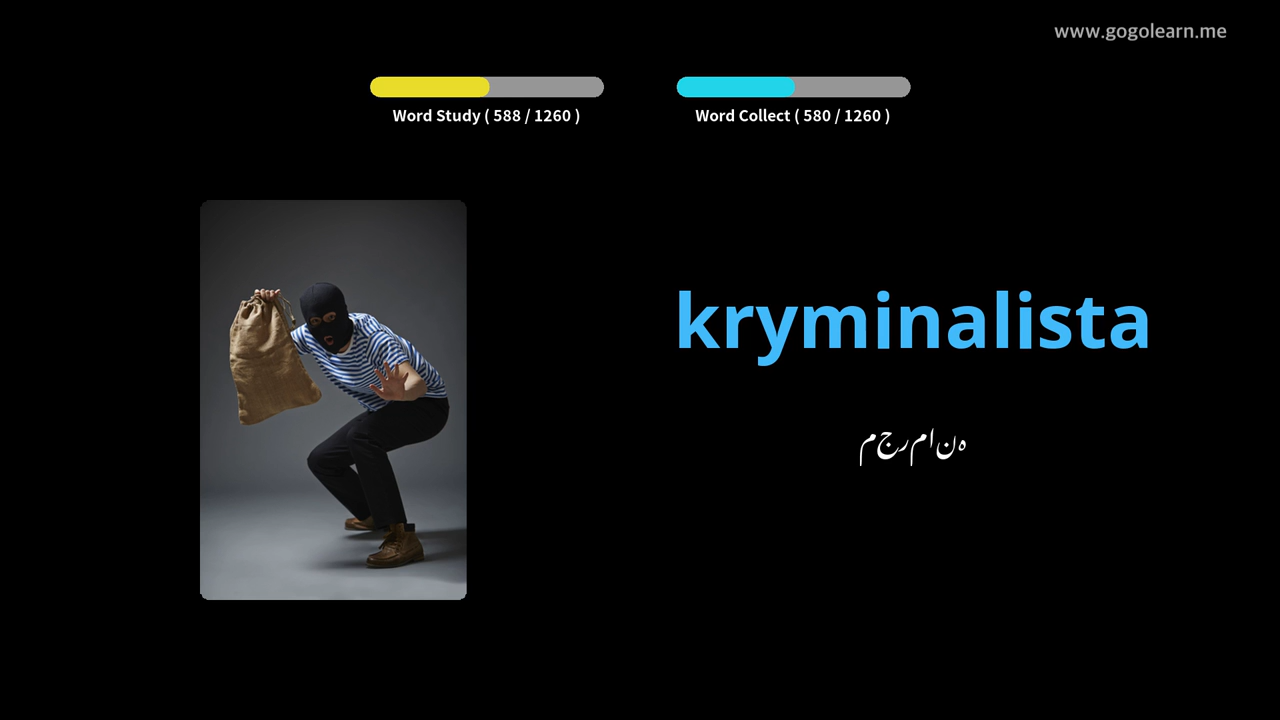 www.gogolearn.me
Word Study ( 588 / 1260 )
Word Collect ( 580 / 1260 )
kryminalista
مجرمانہ